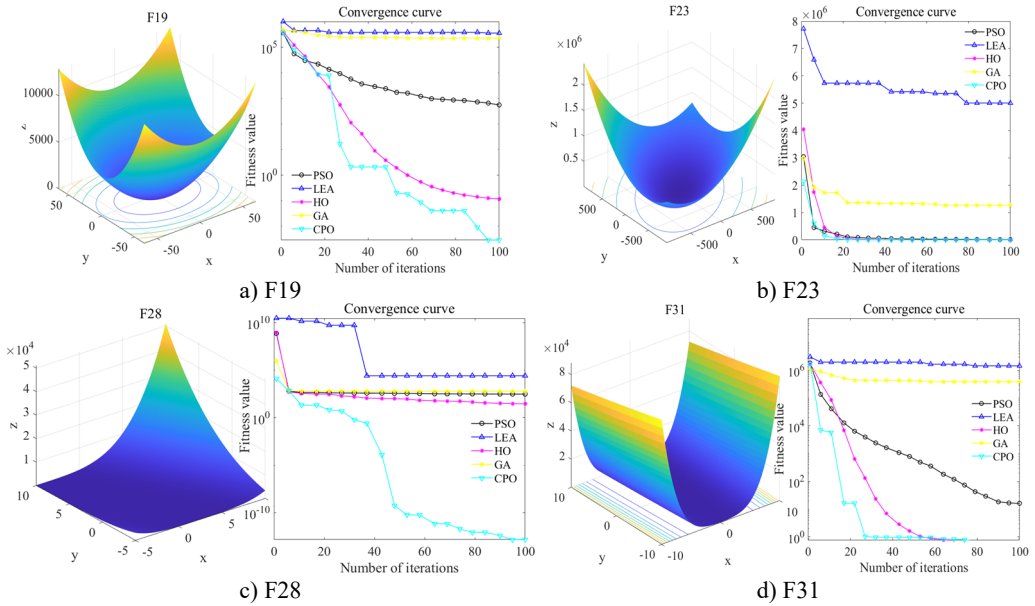 F19
Convergence curve
10000
5000
0
z
50
0
-50
y
-50
0
50
x
10^5
10^0
Fitness value
PSO
LEA
HO
GA
CPO
0 20 40 60 80 100
Number of iterations
a) F19
F23
Convergence curve
×10^6
2
1.5
1
0.5
z
500
0
-500
y
-500
0
500
x
×10^6
8
7
6
5
4
3
2
1
0
Fitness value
PSO
LEA
HO
GA
CPO
0 20 40 60 80 100
Number of iterations
b) F23
F28
Convergence curve
×10^4
5
4
3
2
1
z
10
5
0
-5
y
-5
0
5
x
10^10
10^0
10^-10
Fitness value
PSO
LEA
HO
GA
CPO
0 20 40 60 80 100
Number of iterations
c) F28
F31
Convergence curve
×10^4
8
6
4
2
z
10
0
-10
y
-10
0
x
10^6
10^4
10^2
10
10^0
Fitness value
PSO
LEA
HO
GA
CPO
0 20 40 60 80 100
Number of iterations
d) F31